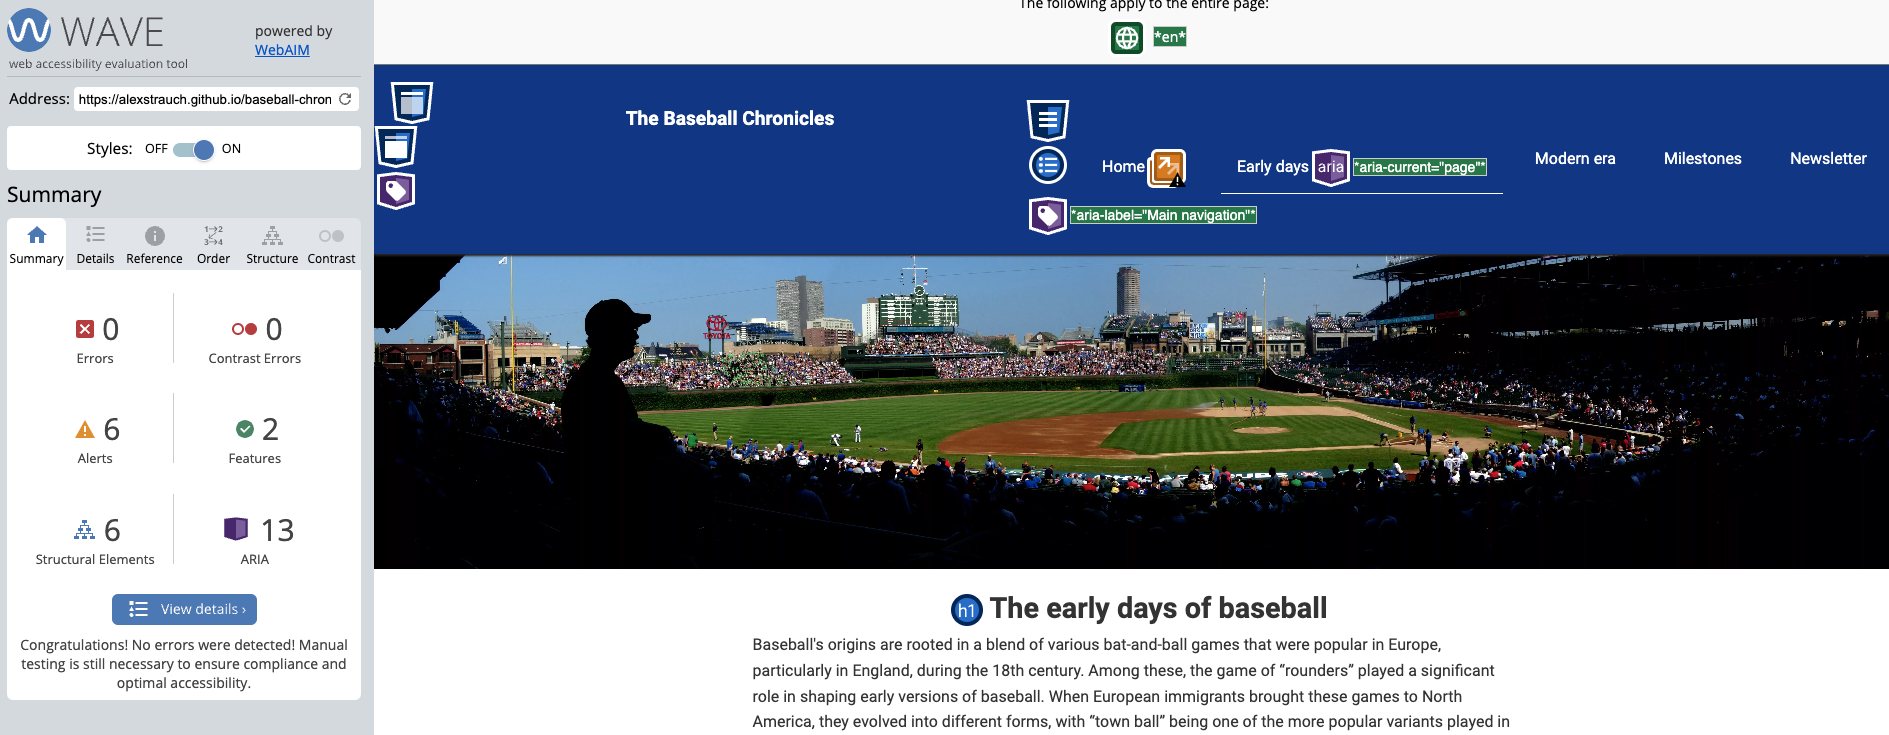 WAVE
web accessibility evaluation tool
powered by
WebAIM
Address: https://alexstrauch.github.io/baseball-chron
Styles: OFF ON
Summary
Summary Details Reference Order Structure Contrast
0 Errors
0 Contrast Errors
6 Alerts
2 Features
6 Structural Elements
13 ARIA
View details ›
Congratulations! No errors were detected! Manual
testing is still necessary to ensure compliance and
optimal accessibility.
The following apply to the entire page:
*en*
The Baseball Chronicles
Home
Early days aria *aria-current="page"*
Modern era
Milestones
Newsletter
*aria-label="Main navigation"*
TOYOTA
h1 The early days of baseball
Baseball's origins are rooted in a blend of various bat-and-ball games that were popular in Europe,
particularly in England, during the 18th century. Among these, the game of “rounders” played a significant
role in shaping early versions of baseball. When European immigrants brought these games to North
America, they evolved into different forms, with “town ball” being one of the more popular variants played in